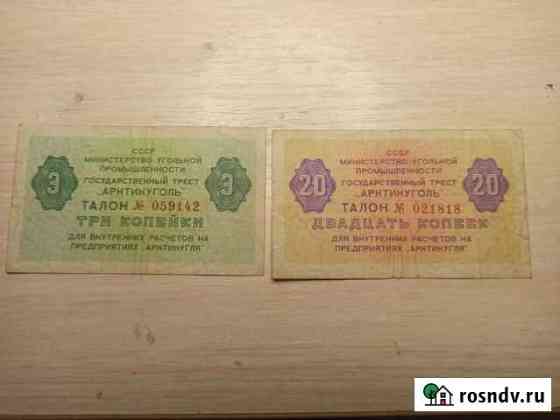 СССР
МИНИСТЕРСТВО УГОЛЬНОЙ
ПРОМЫШЛЕННОСТИ
ГОСУДАРСТВЕННЫЙ ТРЕСТ
3 „АРКТИКУГОЛЬ" 3
ТАЛОН № 059142
ТРИ КОПЕЙКИ
ДЛЯ ВНУТРЕННИХ РАСЧЕТОВ НА
ПРЕДПРИЯТИЯХ „АРКТИКУГЛЯ"
СССР
МИНИСТЕРСТВО УГОЛЬНОЙ
ПРОМЫШЛЕННОСТИ
ГОСУДАРСТВЕННЫЙ ТРЕСТ
20 „АРКТИКУГОЛЬ" 20
ТАЛОН № 021818
ДВАДЦАТЬ КОПЕЕК
ДЛЯ ВНУТРЕННИХ РАСЧЕТОВ НА
ПРЕДПРИЯТИЯХ „АРКТИКУГЛЯ"
rosndv.ru